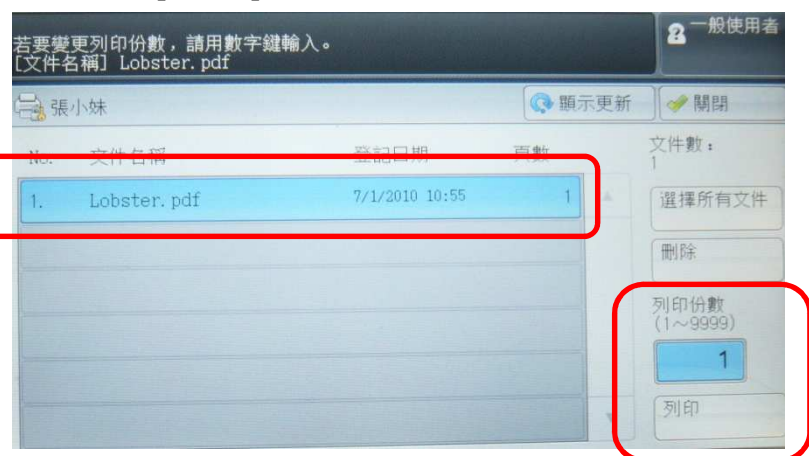 若要變更列印份數，請用數字鍵輸入。
[文件名稱] Lobster.pdf
一般使用者
張小妹
顯示更新
關閉
No. 文件名稱 登記日期 頁數
1. Lobster.pdf 7/1/2010 10:55 1
文件數：
1
選擇所有文件
刪除
列印份數
(1～9999)
1
列印